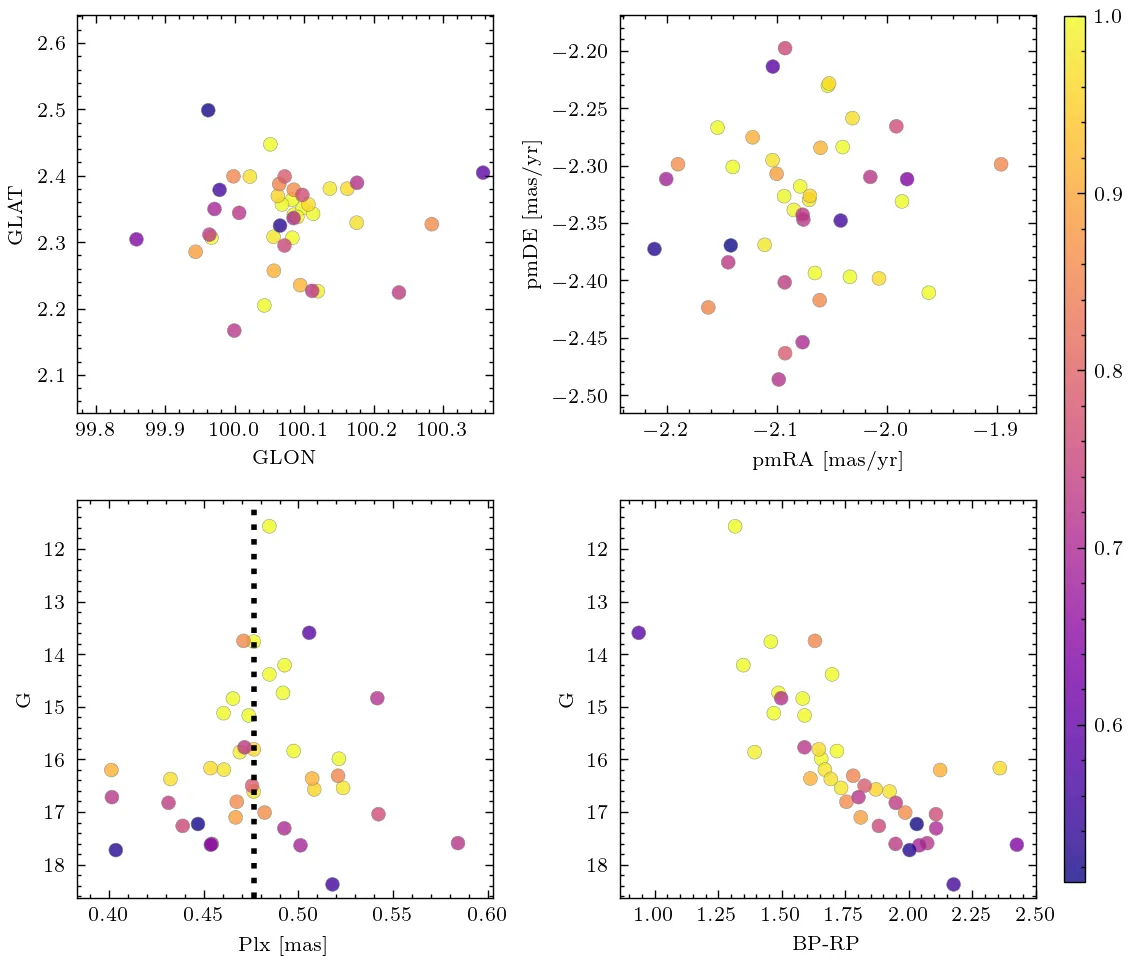 2.6
2.5
2.4
2.3
2.2
2.1
GLAT
99.8 99.9 100.0 100.1 100.2 100.3
GLON
−2.20
−2.25
−2.30
−2.35
−2.40
−2.45
−2.50
pmDE [mas/yr]
−2.2 −2.1 −2.0 −1.9
pmRA [mas/yr]
12
13
14
15
16
17
18
G
0.40 0.45 0.50 0.55 0.60
Plx [mas]
12
13
14
15
16
17
18
G
1.00 1.25 1.50 1.75 2.00 2.25 2.50
BP-RP
1.0
0.9
0.8
0.7
0.6